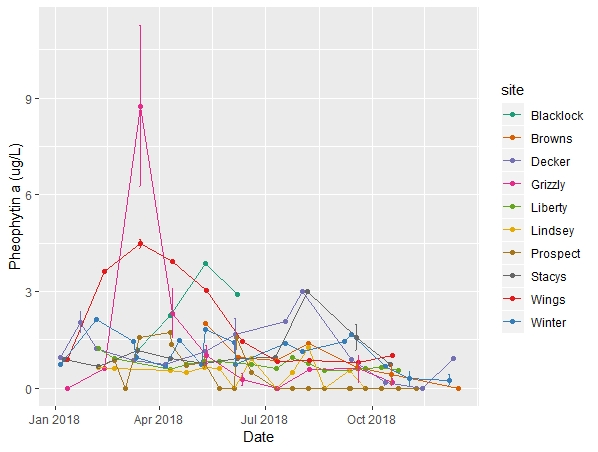 Pheophytin a (ug/L)
9
6
3
0
Jan 2018 Apr 2018 Jul 2018 Oct 2018
Date
site
Blacklock
Browns
Decker
Grizzly
Liberty
Lindsey
Prospect
Stacys
Wings
Winter